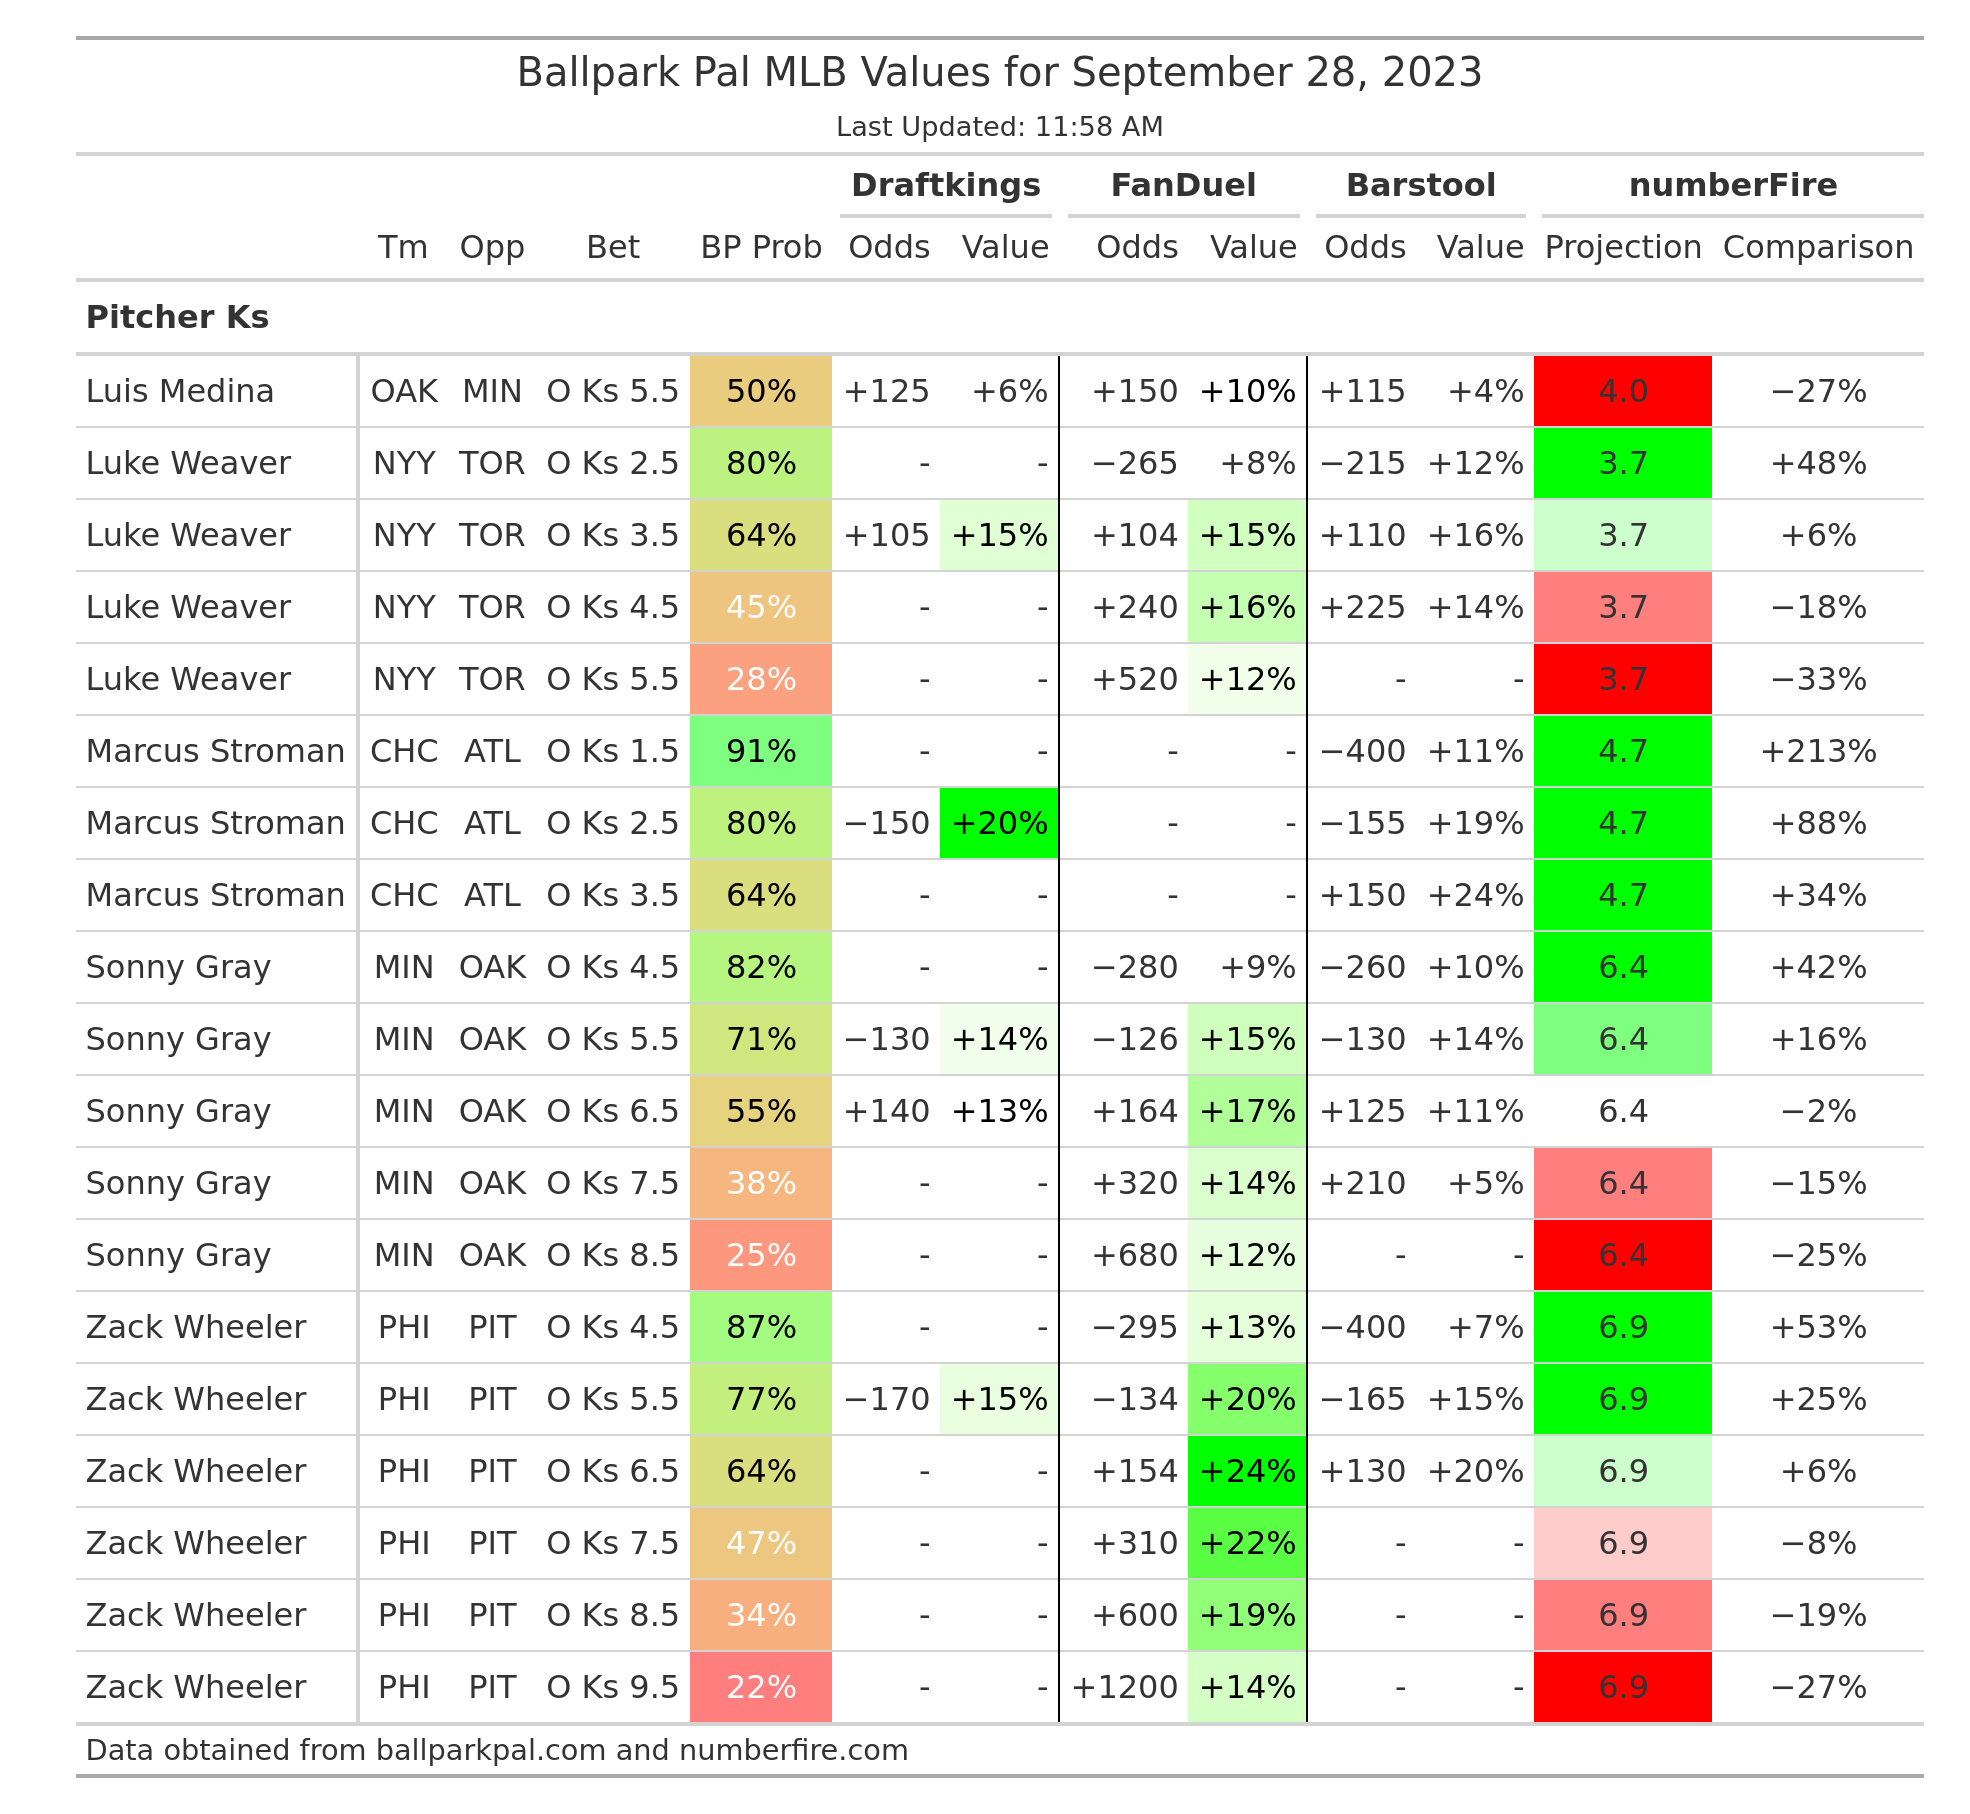 Ballpark Pal MLB Values for September 28, 2023
Last Updated: 11:58 AM
Draftkings FanDuel Barstool numberFire
Tm Opp Bet BP Prob Odds Value Odds Value Odds Value Projection Comparison
Pitcher Ks
Luis Medina OAK MIN O Ks 5.5 50% +125 +6% +150 +10% +115 +4% 4.0 −27%
Luke Weaver NYY TOR O Ks 2.5 80% - - −265 +8% −215 +12% 3.7 +48%
Luke Weaver NYY TOR O Ks 3.5 64% +105 +15% +104 +15% +110 +16% 3.7 +6%
Luke Weaver NYY TOR O Ks 4.5 45% - - +240 +16% +225 +14% 3.7 −18%
Luke Weaver NYY TOR O Ks 5.5 28% - - +520 +12% - - 3.7 −33%
Marcus Stroman CHC ATL O Ks 1.5 91% - - - - −400 +11% 4.7 +213%
Marcus Stroman CHC ATL O Ks 2.5 80% −150 +20% - - −155 +19% 4.7 +88%
Marcus Stroman CHC ATL O Ks 3.5 64% - - - - +150 +24% 4.7 +34%
Sonny Gray MIN OAK O Ks 4.5 82% - - −280 +9% −260 +10% 6.4 +42%
Sonny Gray MIN OAK O Ks 5.5 71% −130 +14% −126 +15% −130 +14% 6.4 +16%
Sonny Gray MIN OAK O Ks 6.5 55% +140 +13% +164 +17% +125 +11% 6.4 −2%
Sonny Gray MIN OAK O Ks 7.5 38% - - +320 +14% +210 +5% 6.4 −15%
Sonny Gray MIN OAK O Ks 8.5 25% - - +680 +12% - - 6.4 −25%
Zack Wheeler PHI PIT O Ks 4.5 87% - - −295 +13% −400 +7% 6.9 +53%
Zack Wheeler PHI PIT O Ks 5.5 77% −170 +15% −134 +20% −165 +15% 6.9 +25%
Zack Wheeler PHI PIT O Ks 6.5 64% - - +154 +24% +130 +20% 6.9 +6%
Zack Wheeler PHI PIT O Ks 7.5 47% - - +310 +22% - - 6.9 −8%
Zack Wheeler PHI PIT O Ks 8.5 34% - - +600 +19% - - 6.9 −19%
Zack Wheeler PHI PIT O Ks 9.5 22% - - +1200 +14% - - 6.9 −27%
Data obtained from ballparkpal.com and numberfire.com